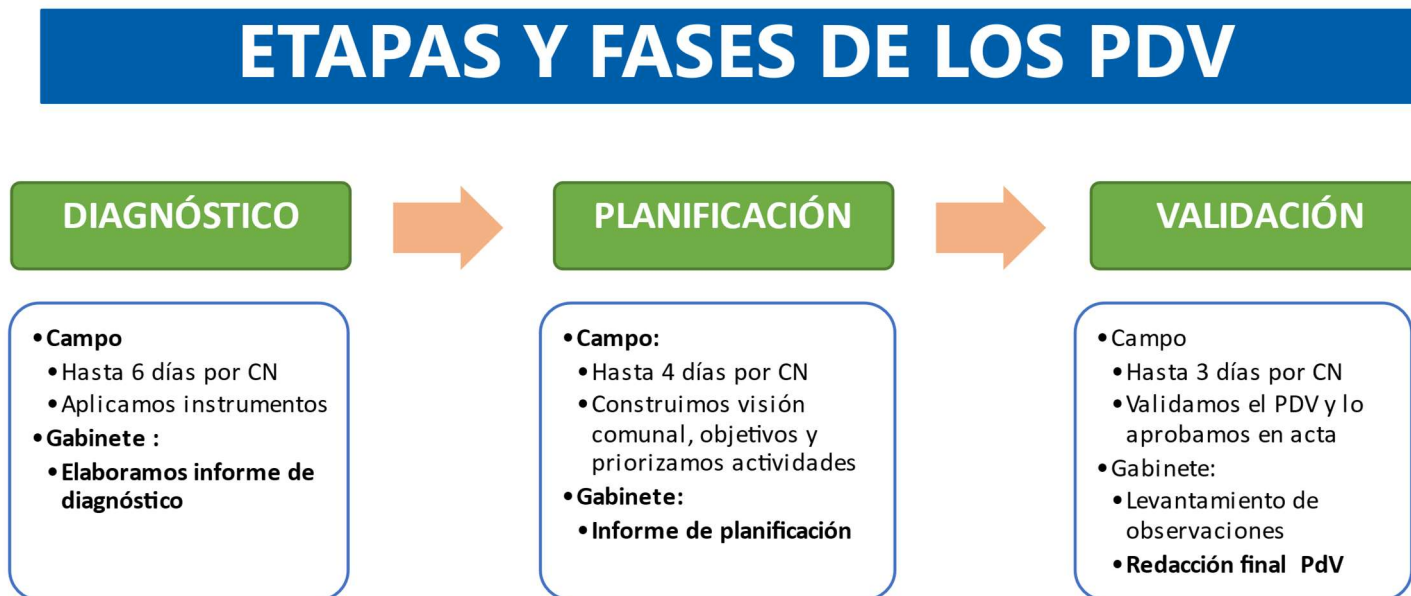 ETAPAS Y FASES DE LOS PDV
DIAGNÓSTICO
•Campo
•Hasta 6 días por CN
•Aplicamos instrumentos
•Gabinete :
•Elaboramos informe de
diagnóstico
PLANIFICACIÓN
•Campo:
•Hasta 4 días por CN
•Construimos visión
comunal, objetivos y
priorizamos actividades
•Gabinete:
•Informe de planificación
VALIDACIÓN
•Campo
•Hasta 3 días por CN
•Validamos el PDV y lo
aprobamos en acta
•Gabinete:
•Levantamiento de
observaciones
•Redacción final  PdV